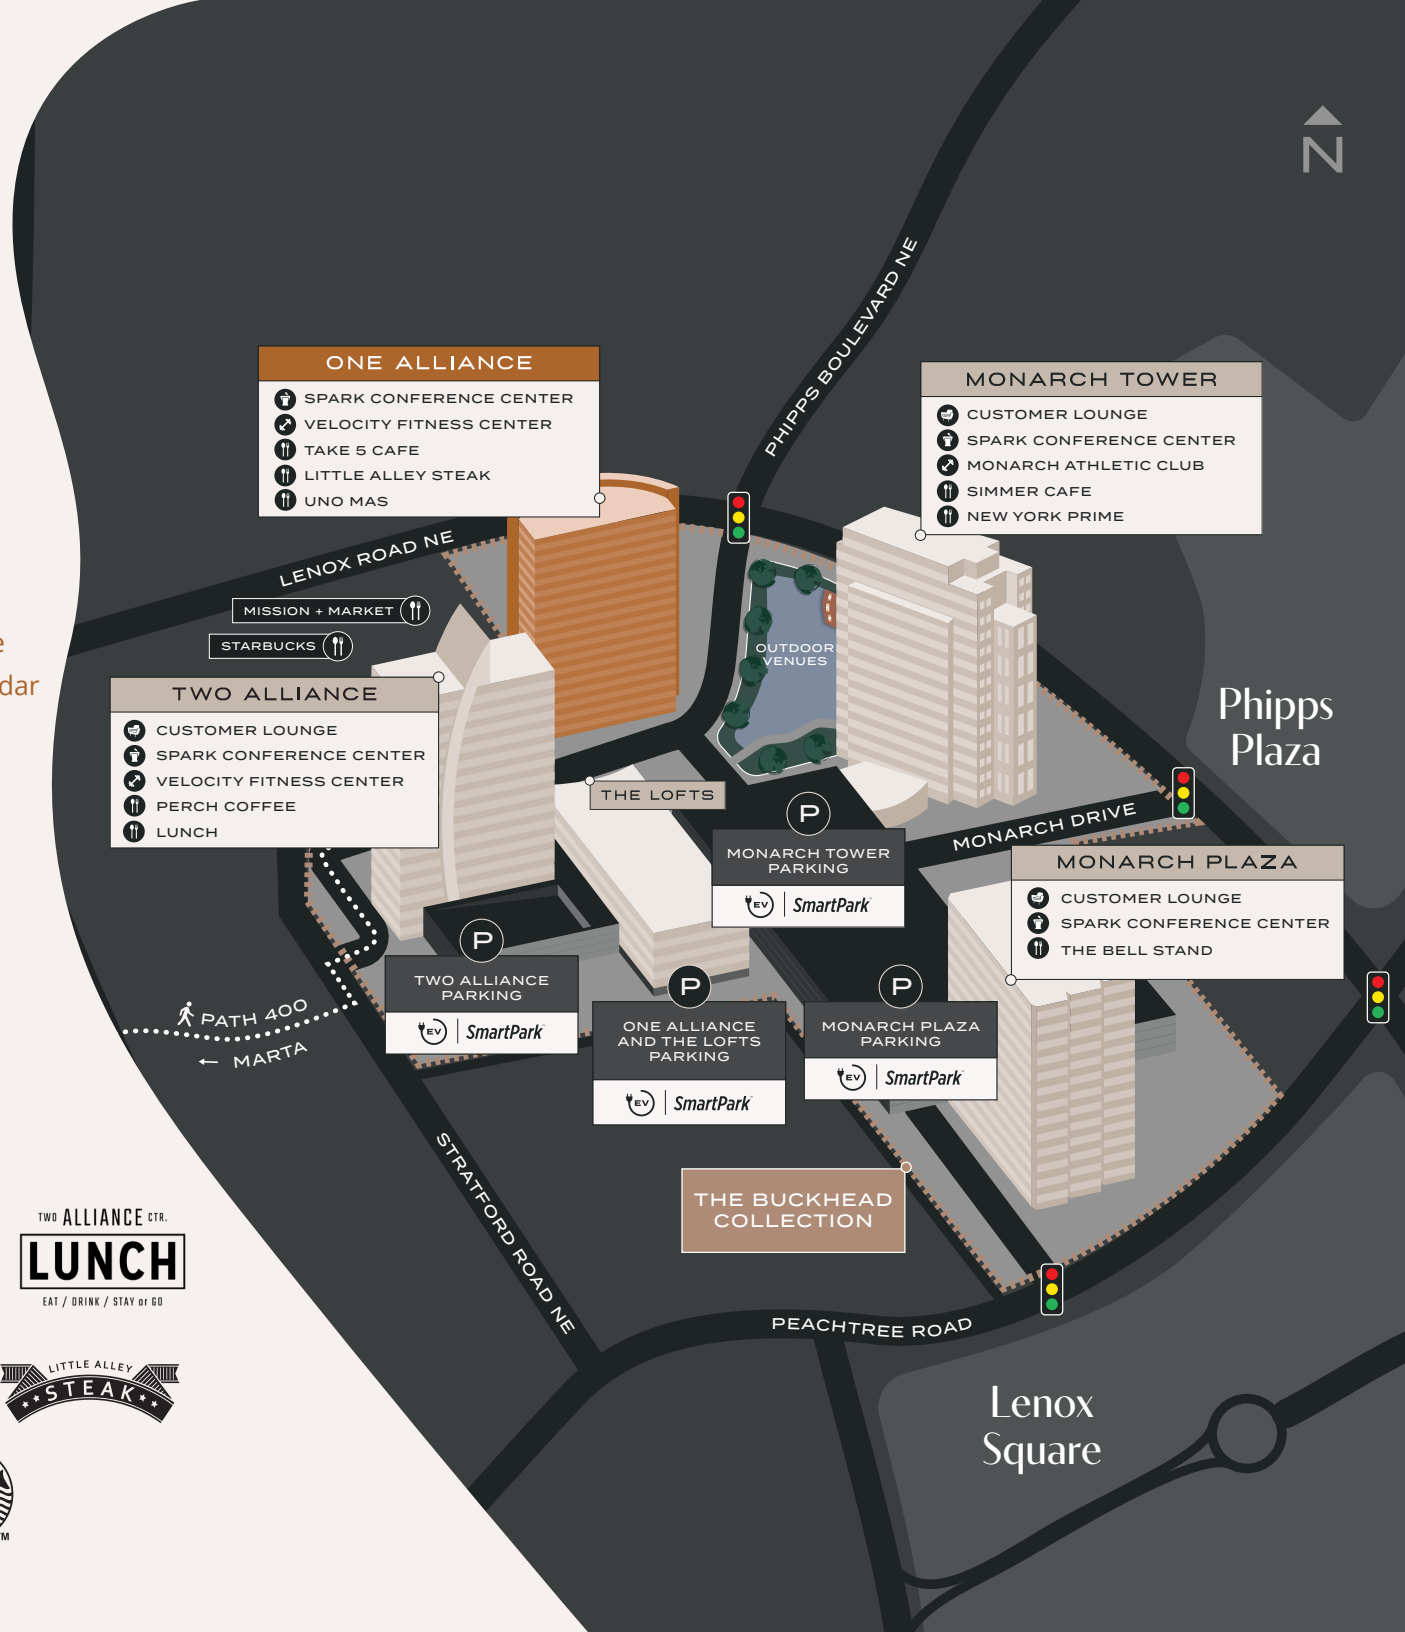 N
PHIPPS BOULEVARD NE
ONE ALLIANCE
SPARK CONFERENCE CENTER
VELOCITY FITNESS CENTER
TAKE 5 CAFE
LITTLE ALLEY STEAK
UNO MAS
MONARCH TOWER
CUSTOMER LOUNGE
SPARK CONFERENCE CENTER
MONARCH ATHLETIC CLUB
SIMMER CAFE
NEW YORK PRIME
LENOX ROAD NE
MISSION + MARKET
STARBUCKS
e
dar
OUTDOOR
VENUES
TWO ALLIANCE
CUSTOMER LOUNGE
SPARK CONFERENCE CENTER
VELOCITY FITNESS CENTER
PERCH COFFEE
LUNCH
Phipps
Plaza
THE LOFTS
P
MONARCH TOWER
PARKING
EV SmartPark
MONARCH DRIVE
MONARCH PLAZA
CUSTOMER LOUNGE
SPARK CONFERENCE CENTER
THE BELL STAND
P
TWO ALLIANCE
PARKING
EV SmartPark
P
ONE ALLIANCE
AND THE LOFTS
PARKING
EV SmartPark
P
MONARCH PLAZA
PARKING
EV SmartPark
PATH 400
← MARTA
STRATFORD ROAD NE
THE BUCKHEAD
COLLECTION
PEACHTREE ROAD
TWO ALLIANCE CTR.
LUNCH
EAT / DRINK / STAY or GO
LITTLE ALLEY
STEAK
Lenox
Square
TM